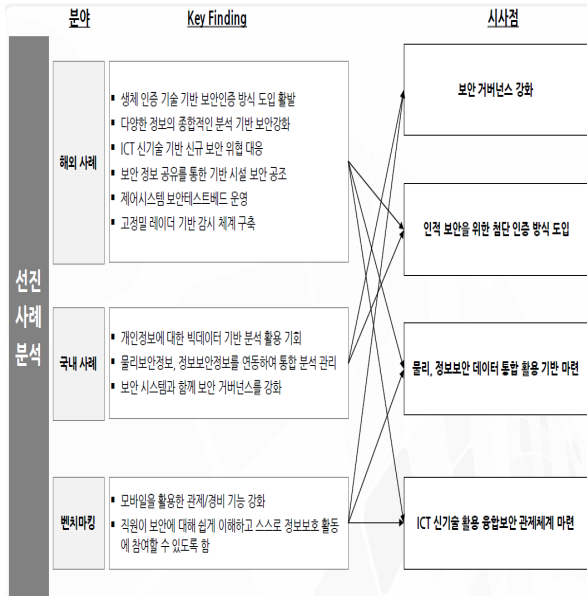 분야 Key Finding 시사점
선진
사례
분석
해외 사례
▪ 생체 인증 기술 기반 보안인증 방식 도입 활발
▪ 다양한 정보의 종합적인 분석 기반 보안강화
▪ ICT 신기술 기반 신규 보안 위협 대응
▪ 보안 정보 공유를 통한 기반 시설 보안 공조
▪ 제어시스템 보안테스트베드 운영
▪ 고정밀 레이더 기반 감시 체계 구축
국내 사례
▪ 개인정보에 대한 빅데이터 기반 분석 활용 기회
▪ 물리보안정보, 정보보안정보를 연동하여 통합 분석 관리
▪ 보안 시스템과 함께 보안 거버넌스를 강화
벤치마킹
▪ 모바일을 활용한 관제/경비 기능 강화
▪ 직원이 보안에 대해 쉽게 이해하고 스스로 정보보호 활동
에 참여할 수 있도록 함
보안 거버넌스 강화
인적 보안을 위한 첨단 인증 방식 도입
물리, 정보보안 데이터 통합 활용 기반 마련
ICT 신기술 활용 융합보안 관제체계 마련